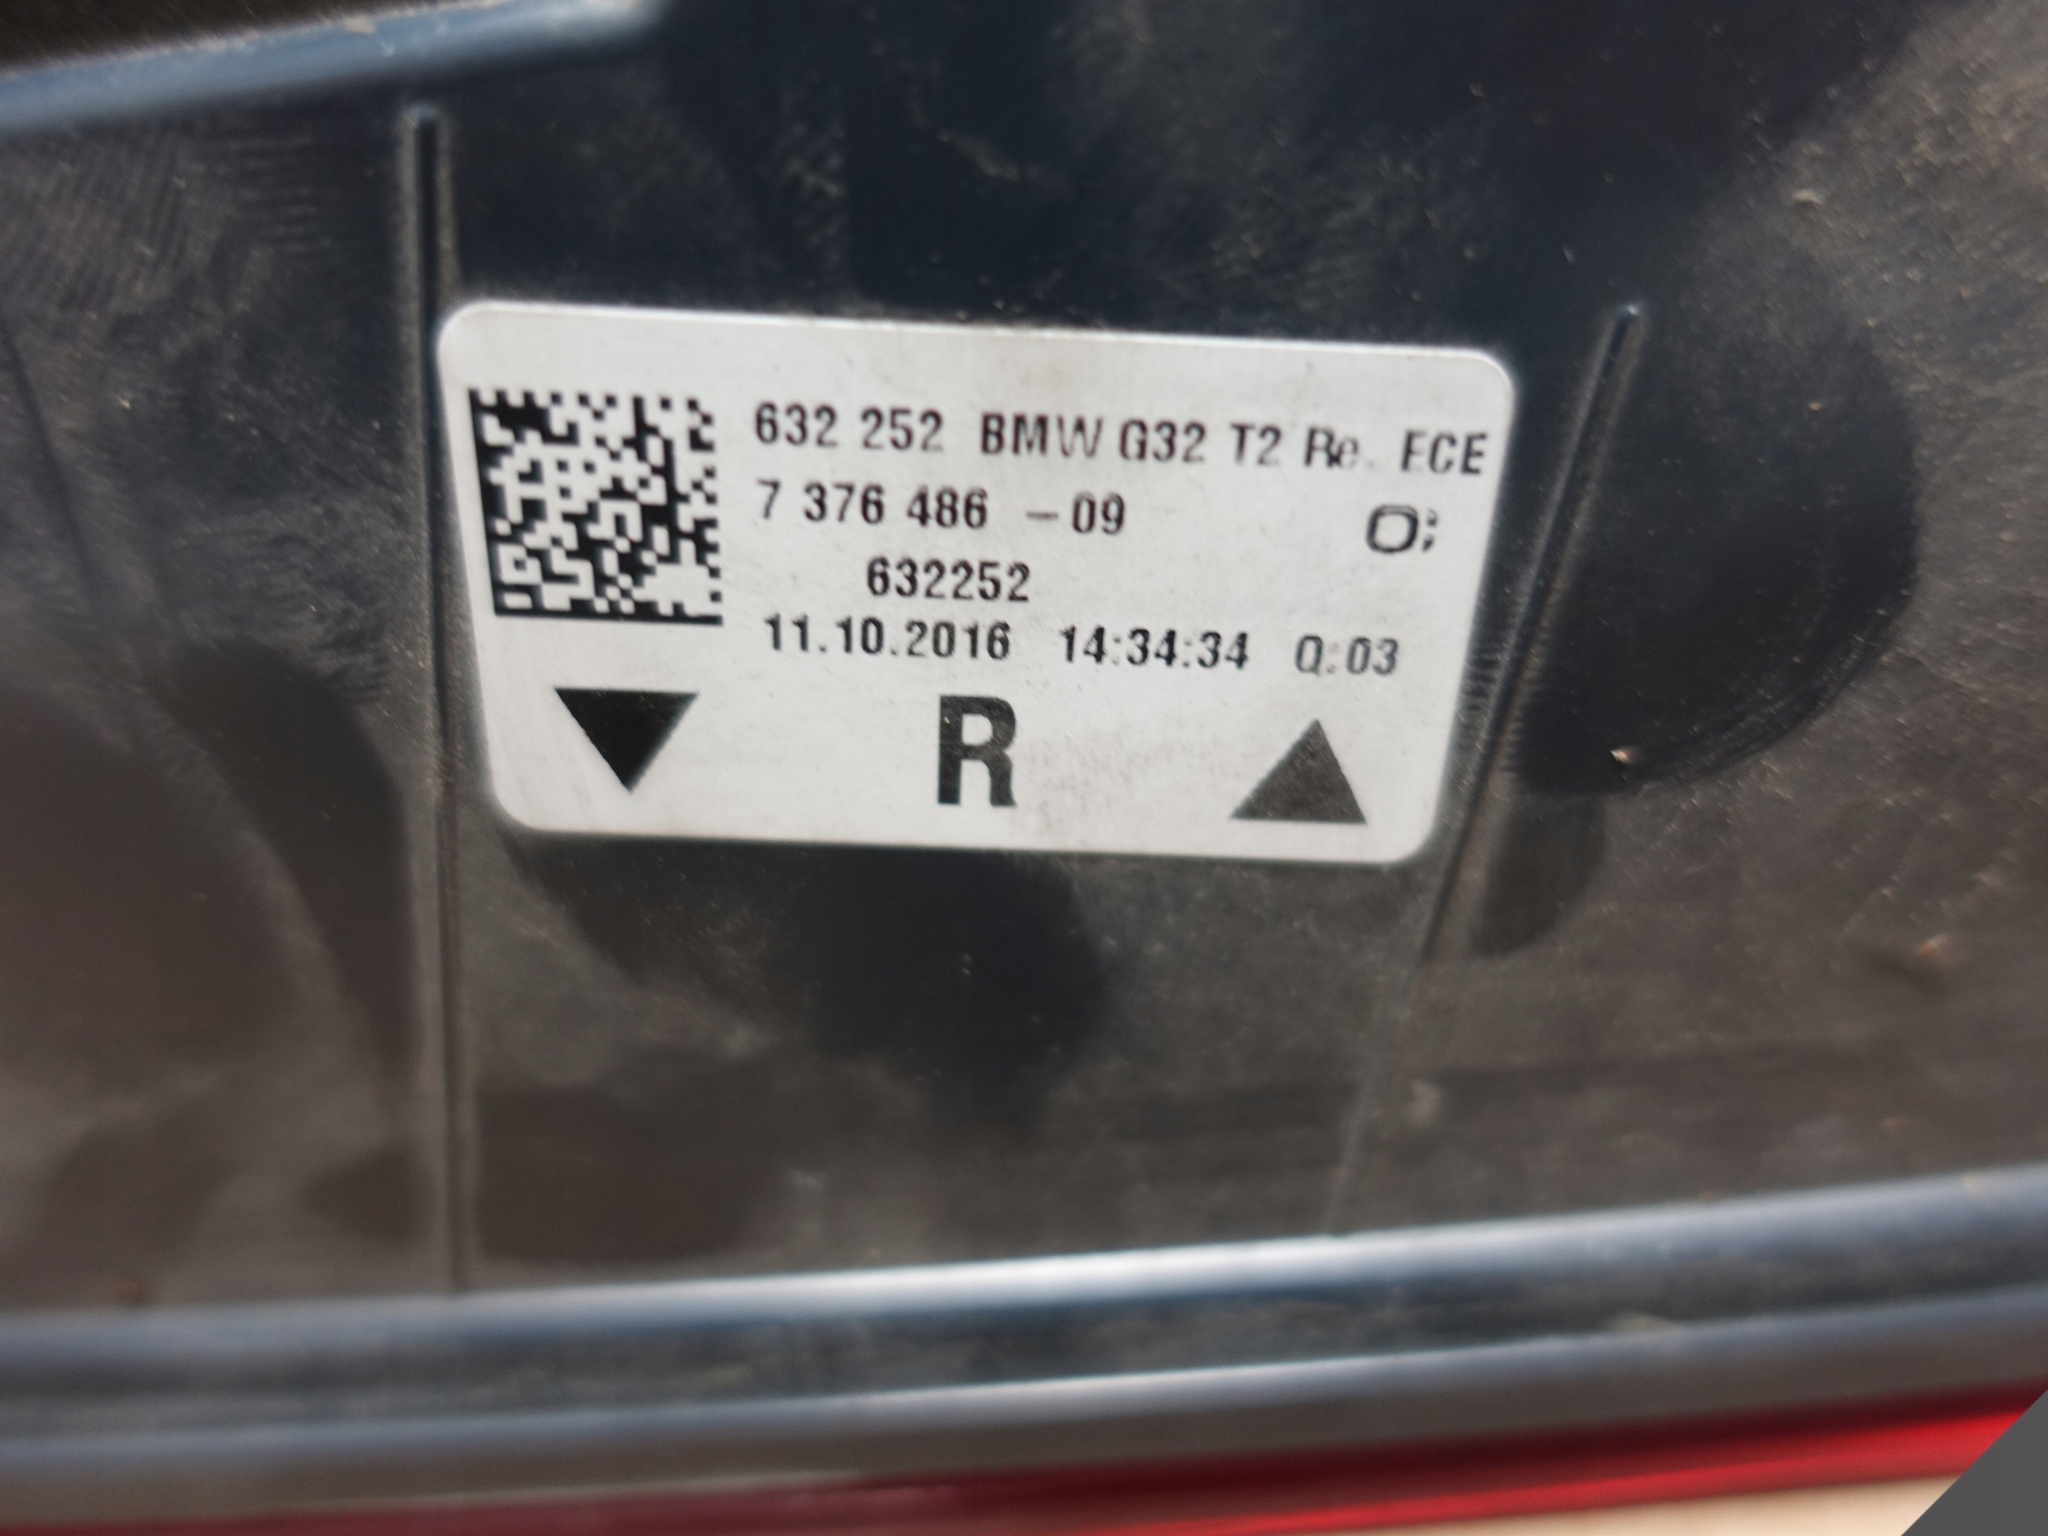 632 252 BMW G32 T2 Re. ECE
7 376 486 - 09
632252
11.10.2016 14:34:34 Q:03
R